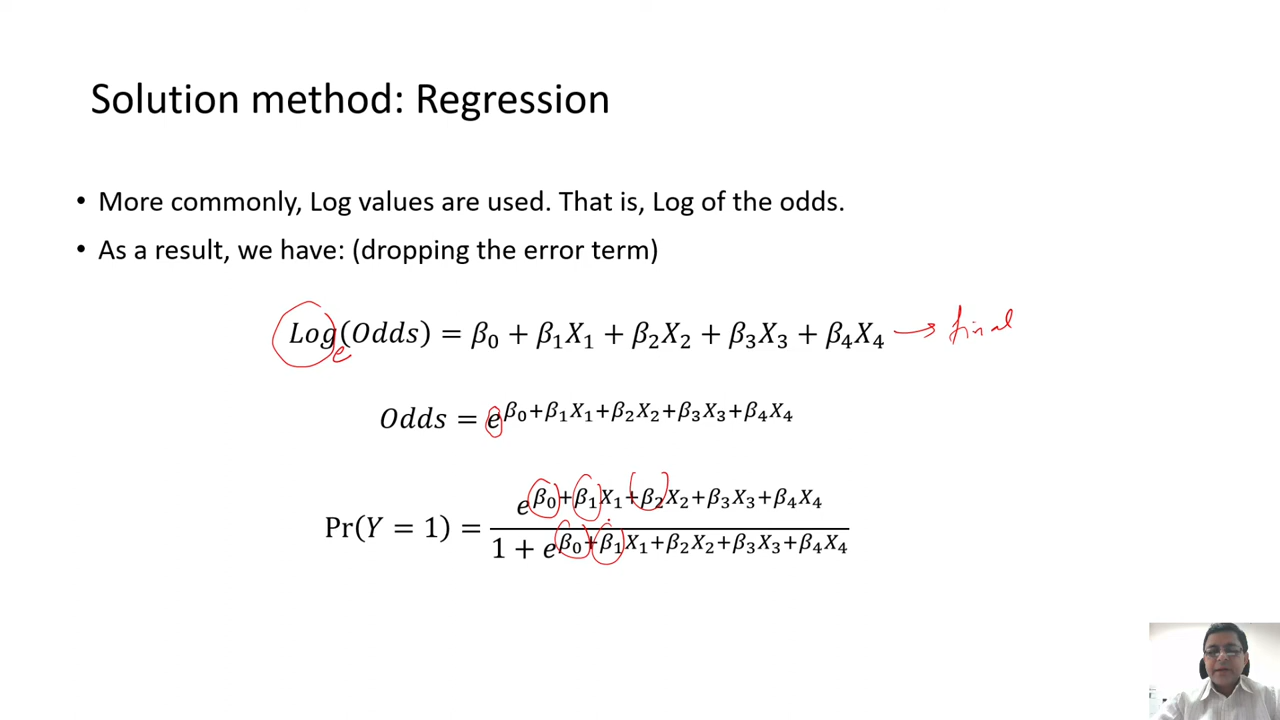 Solution method: Regression
• More commonly, Log values are used. That is, Log of the odds.
• As a result, we have: (dropping the error term)
Log_e(Odds) = β₀ + β₁X₁ + β₂X₂ + β₃X₃ + β₄X₄ → final
Odds = e^(β₀+β₁X₁+β₂X₂+β₃X₃+β₄X₄)
e^(β₀+β₁X₁+β₂X₂+β₃X₃+β₄X₄)
Pr(Y = 1) =
1 + e^(β₀+β₁X₁+β₂X₂+β₃X₃+β₄X₄)